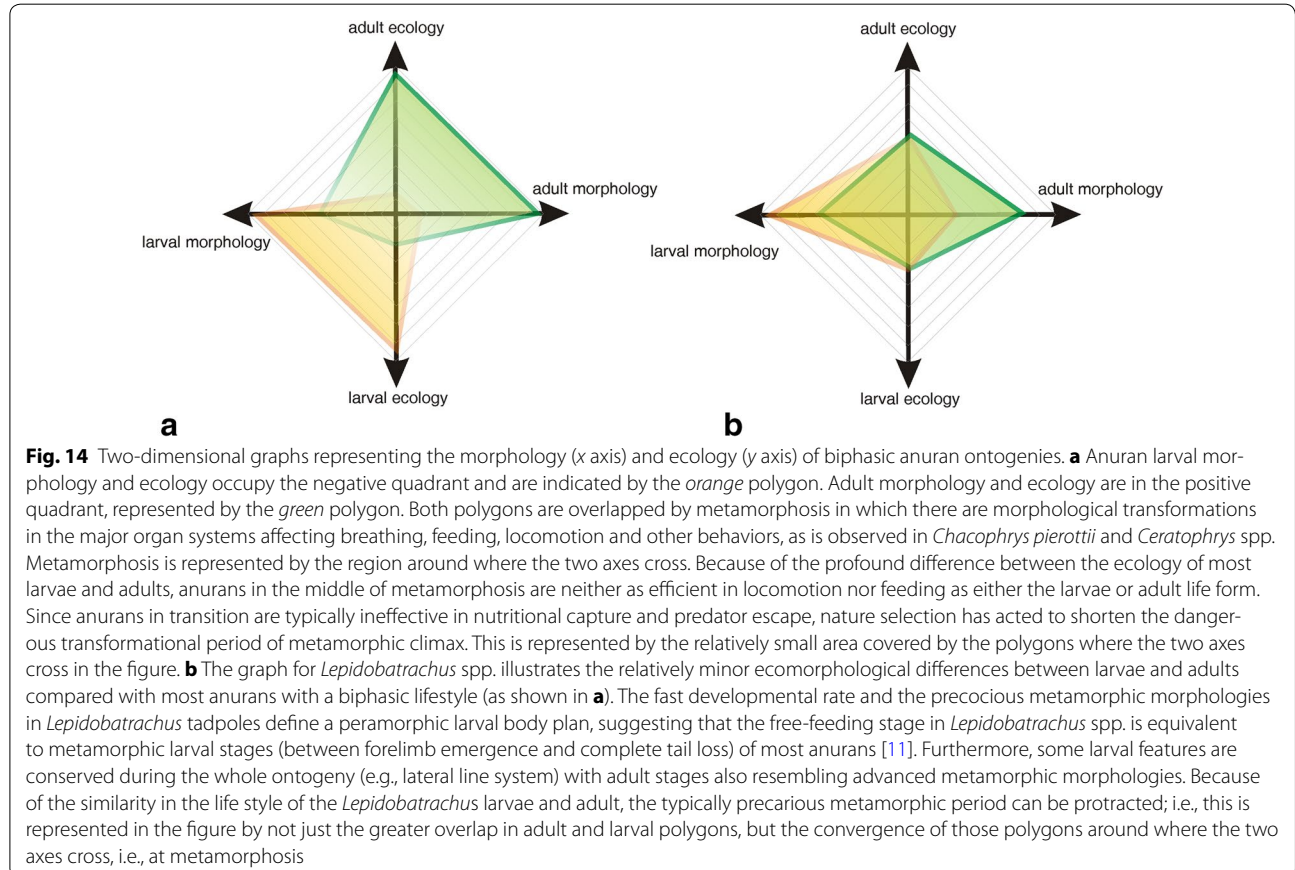 adult ecology
adult ecology
adult morphology
adult morphology
larval morphology
larval morphology
larval ecology
larval ecology
a
b
Fig. 14 Two-dimensional graphs representing the morphology (x axis) and ecology (y axis) of biphasic anuran ontogenies. a Anuran larval mor-
phology and ecology occupy the negative quadrant and are indicated by the orange polygon. Adult morphology and ecology are in the positive
quadrant, represented by the green polygon. Both polygons are overlapped by metamorphosis in which there are morphological transformations
in the major organ systems affecting breathing, feeding, locomotion and other behaviors, as is observed in Chacophrys pierottii and Ceratophrys spp.
Metamorphosis is represented by the region around where the two axes cross. Because of the profound difference between the ecology of most
larvae and adults, anurans in the middle of metamorphosis are neither as efficient in locomotion nor feeding as either the larvae or adult life form.
Since anurans in transition are typically ineffective in nutritional capture and predator escape, nature selection has acted to shorten the danger-
ous transformational period of metamorphic climax. This is represented by the relatively small area covered by the polygons where the two axes
cross in the figure. b The graph for Lepidobatrachus spp. illustrates the relatively minor ecomorphological differences between larvae and adults
compared with most anurans with a biphasic lifestyle (as shown in a). The fast developmental rate and the precocious metamorphic morphologies
in Lepidobatrachus tadpoles define a peramorphic larval body plan, suggesting that the free-feeding stage in Lepidobatrachus spp. is equivalent
to metamorphic larval stages (between forelimb emergence and complete tail loss) of most anurans [11]. Furthermore, some larval features are
conserved during the whole ontogeny (e.g., lateral line system) with adult stages also resembling advanced metamorphic morphologies. Because
of the similarity in the life style of the Lepidobatrachus larvae and adult, the typically precarious metamorphic period can be protracted; i.e., this is
represented in the figure by not just the greater overlap in adult and larval polygons, but the convergence of those polygons around where the two
axes cross, i.e., at metamorphosis